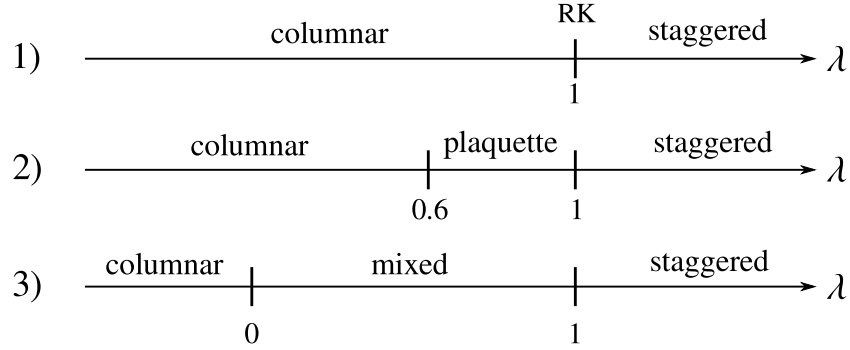 RK
1) columnar staggered λ
1
2) columnar plaquette staggered λ
0.6 1
3) columnar mixed staggered λ
0 1